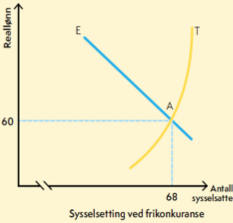 Reallønn
E
T
A
60
68
Antall
sysselsatte
Sysselsetting ved frikonkuranse